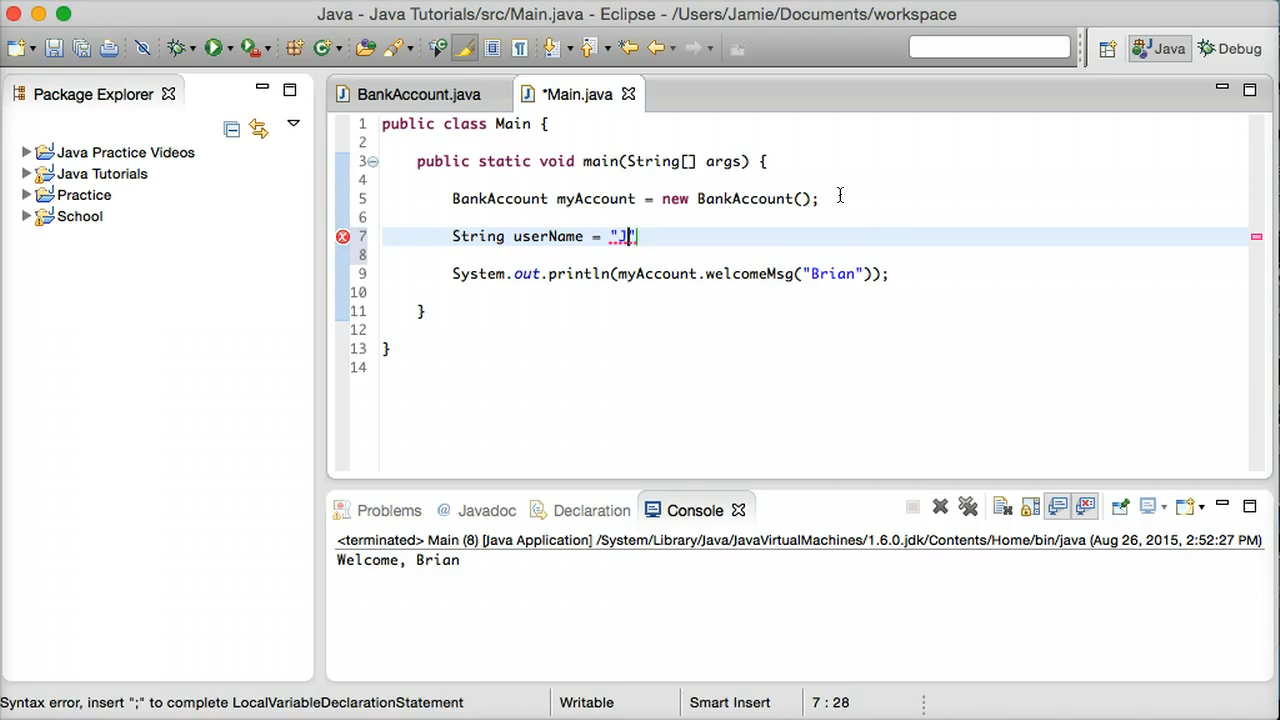 Java - Java Tutorials/src/Main.java - Eclipse - /Users/Jamie/Documents/workspace
Java Debug
Package Explorer
BankAccount.java *Main.java
Java Practice Videos
Java Tutorials
Practice
School
1 public class Main {
2
3 public static void main(String[] args) {
4
5 BankAccount myAccount = new BankAccount();
6
7 String userName = "J"
8
9 System.out.println(myAccount.welcomeMsg("Brian"));
10
11 }
12
13 }
14
Problems @ Javadoc Declaration Console
<terminated> Main (8) [Java Application] /System/Library/Java/JavaVirtualMachines/1.6.0.jdk/Contents/Home/bin/java (Aug 26, 2015, 2:52:27 PM)
Welcome, Brian
Syntax error, insert ";" to complete LocalVariableDeclarationStatement Writable Smart Insert 7 : 28